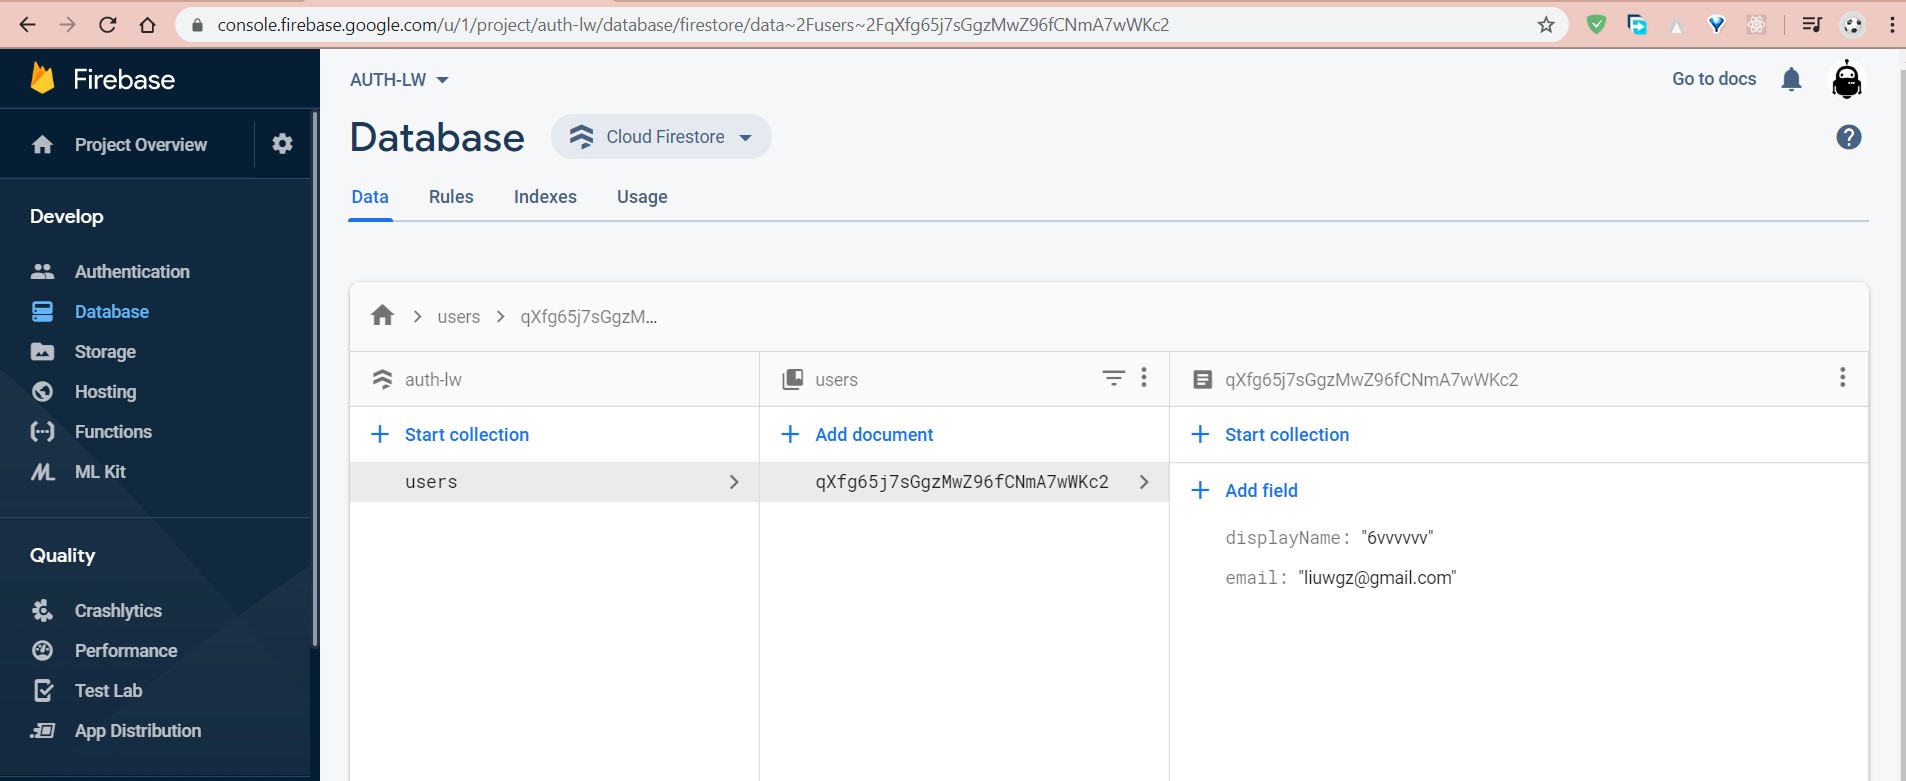 console.firebase.google.com/u/1/project/auth-lw/database/firestore/data~2Fusers~2FqXfg65j7sGgzMwZ96fCNmA7wWKc2
Firebase
Project Overview
Develop
Authentication
Database
Storage
Hosting
Functions
ML Kit
Quality
Crashlytics
Performance
Test Lab
App Distribution
AUTH-LW
Go to docs
Database
Cloud Firestore
Data Rules Indexes Usage
users qXfg65j7sGgzM...
auth-lw
Start collection
users
users
Add document
qXfg65j7sGgzMwZ96fCNmA7wWKc2
qXfg65j7sGgzMwZ96fCNmA7wWKc2
Start collection
Add field
displayName: "6vvvvvv"
email: "liuwgz@gmail.com"